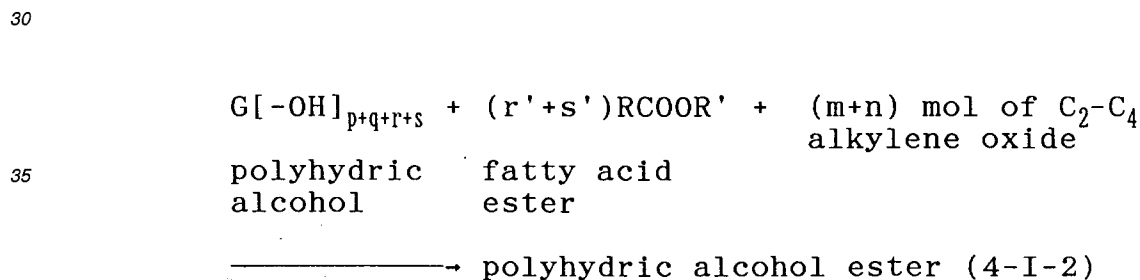 30
G[-OH]p+q+r+s + (r'+s')RCOOR' + (m+n) mol of C2-C4
alkylene oxide
35
polyhydric fatty acid
alcohol ester
→ polyhydric alcohol ester (4-I-2)